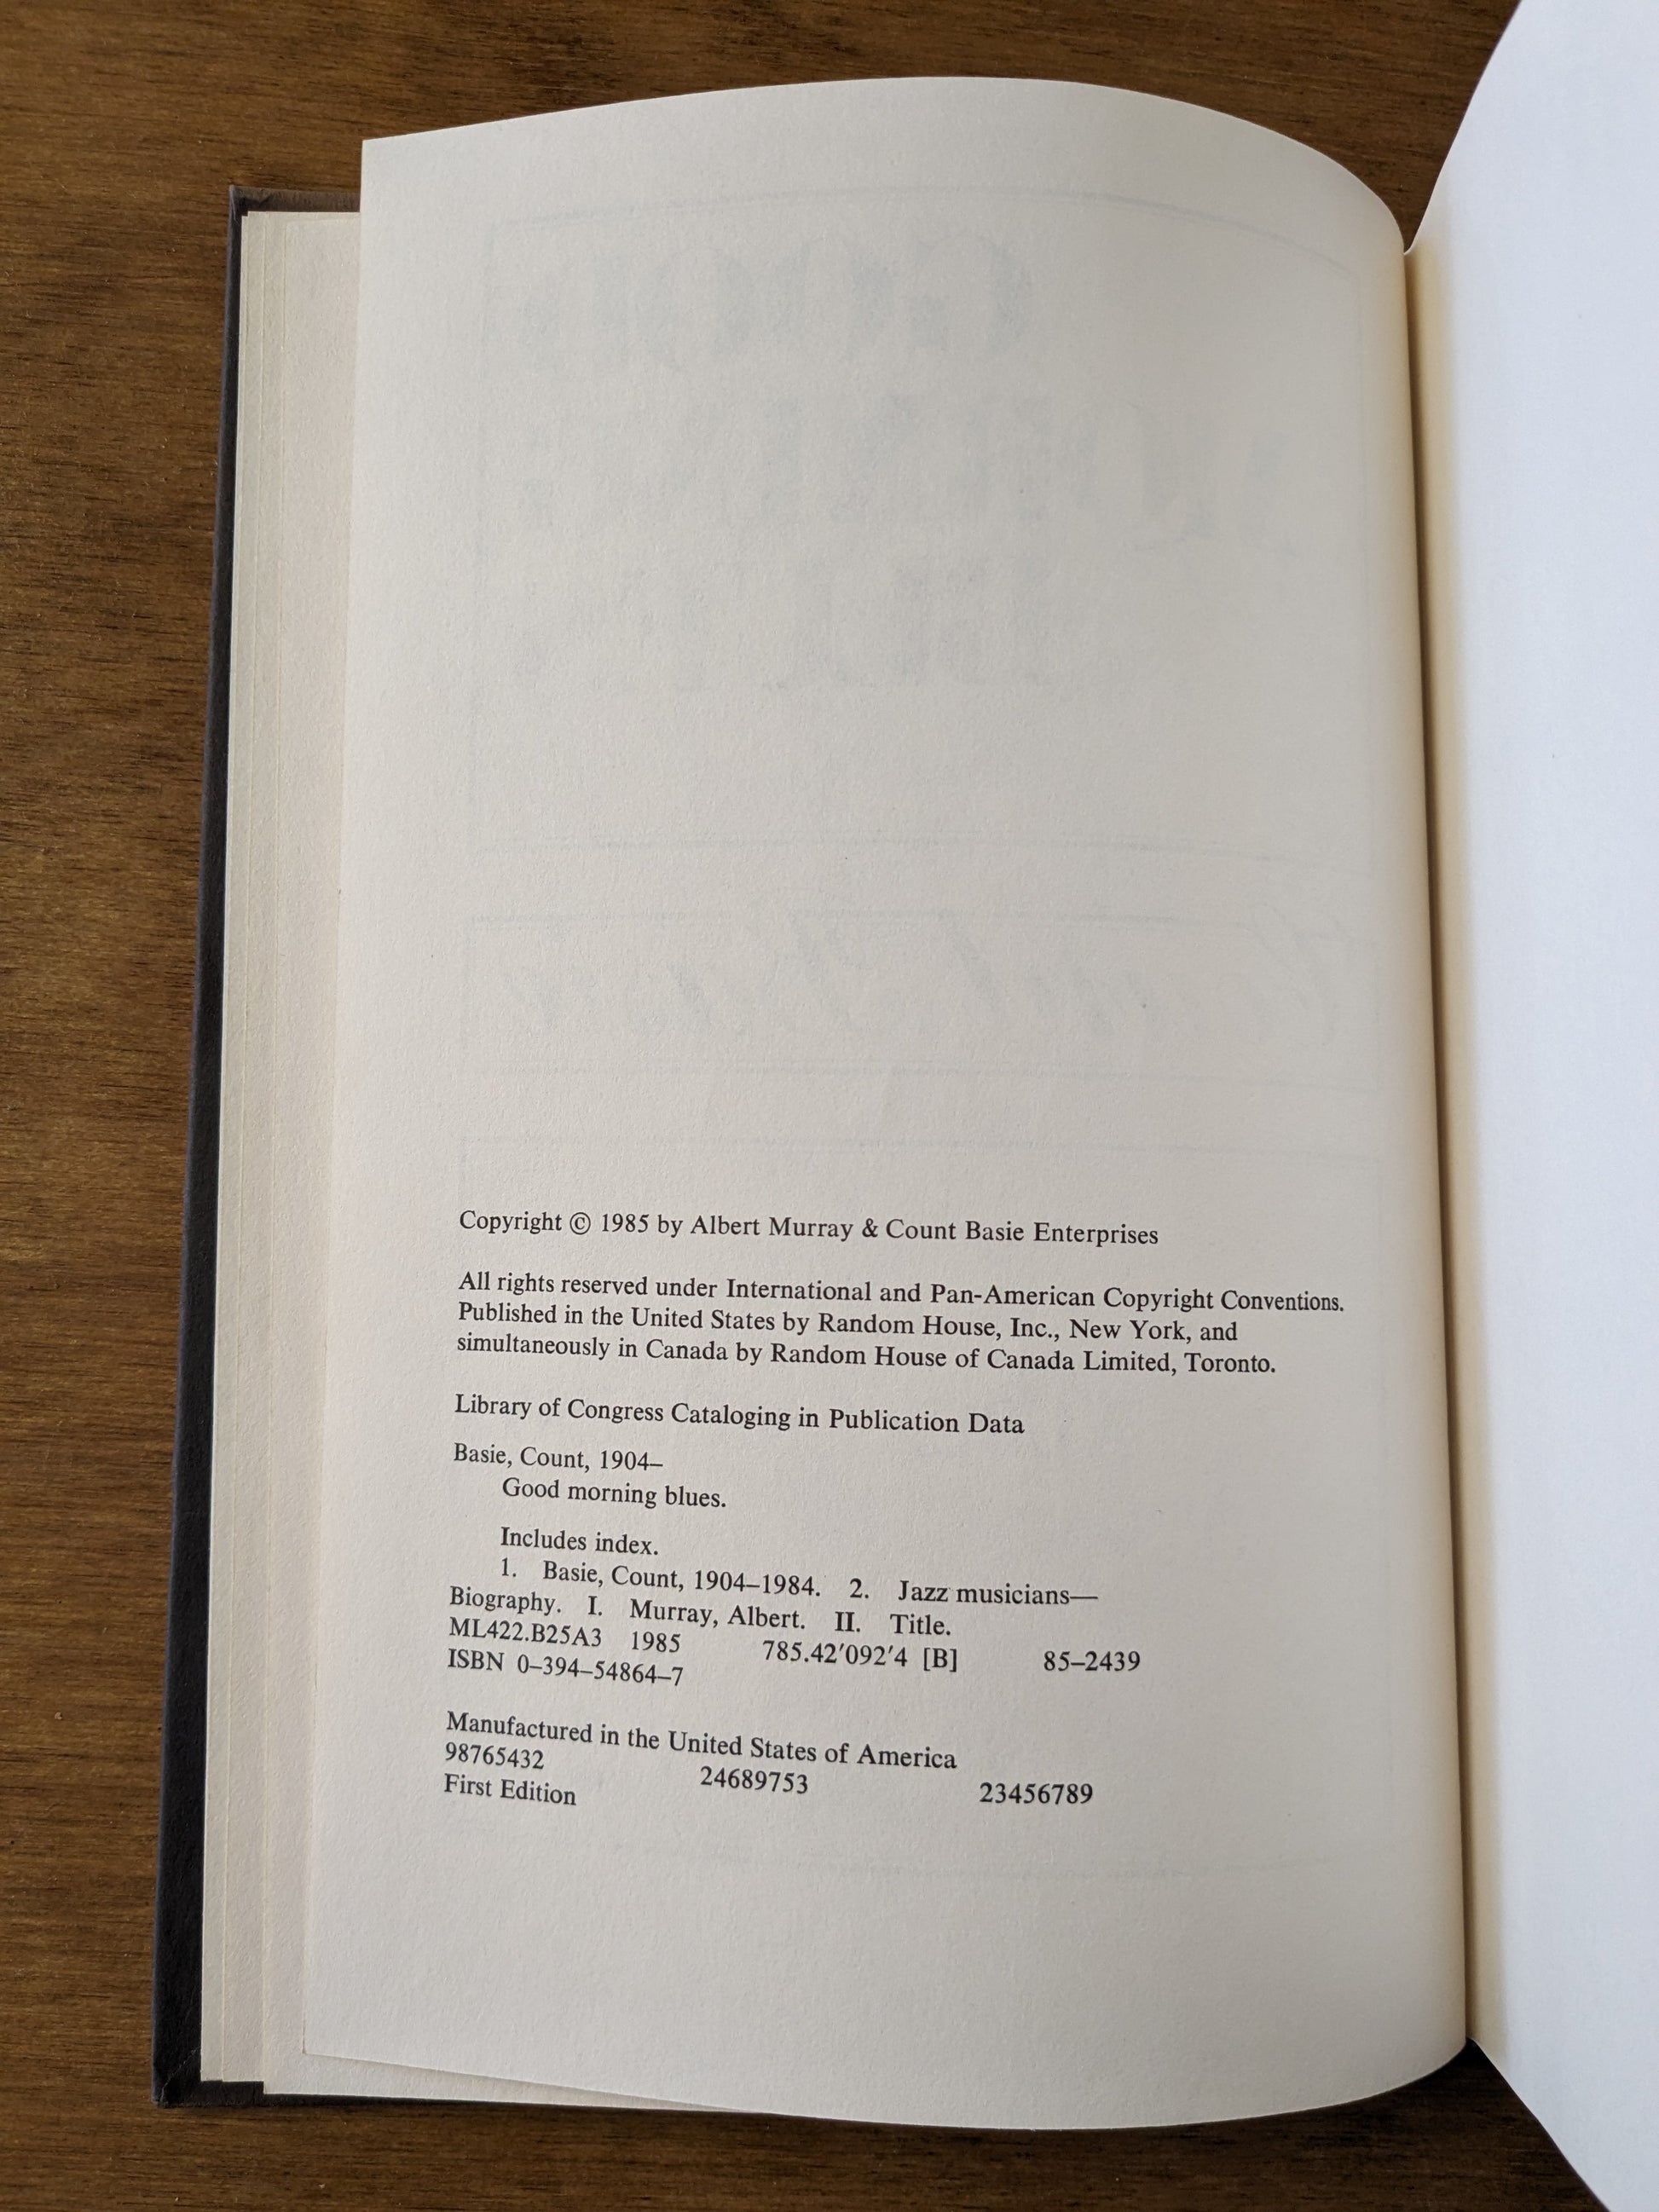 Copyright © 1985 by Albert Murray & Count Basie Enterprises
All rights reserved under International and Pan-American Copyright Conventions.
Published in the United States by Random House, Inc., New York, and
simultaneously in Canada by Random House of Canada Limited, Toronto.
Library of Congress Cataloging in Publication Data
Basie, Count, 1904–
Good morning blues.
Includes index.
1. Basie, Count, 1904–1984. 2. Jazz musicians—
Biography. I. Murray, Albert. II. Title.
ML422.B25A3 1985 785.42′092′4 [B] 85–2439
ISBN 0–394–54864–7
Manufactured in the United States of America
98765432 24689753 23456789
First Edition